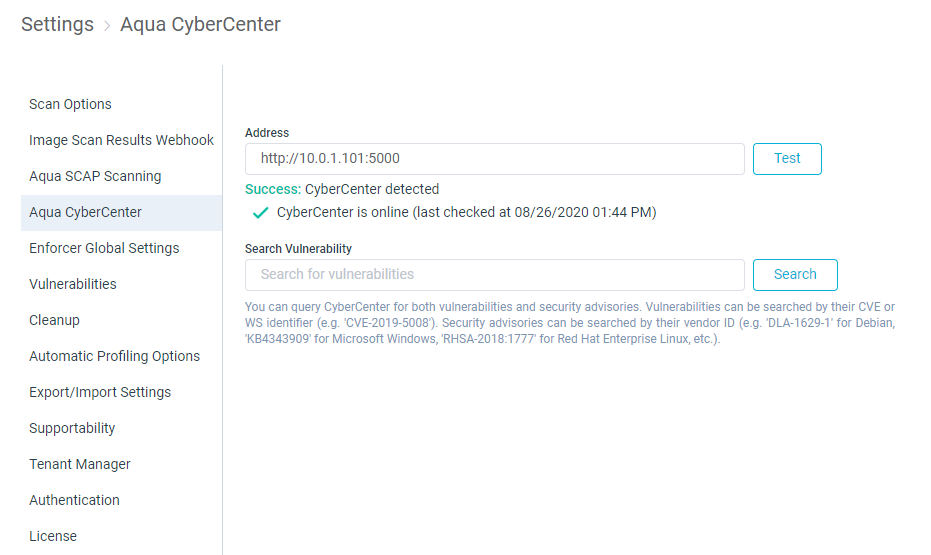 Settings > Aqua CyberCenter
Scan Options
Image Scan Results Webhook
Aqua SCAP Scanning
Aqua CyberCenter
Enforcer Global Settings
Vulnerabilities
Cleanup
Automatic Profiling Options
Export/Import Settings
Supportability
Tenant Manager
Authentication
License
Address
http://10.0.1.101:5000 Test
Success: CyberCenter detected
CyberCenter is online (last checked at 08/26/2020 01:44 PM)
Search Vulnerability
Search for vulnerabilities Search
You can query CyberCenter for both vulnerabilities and security advisories. Vulnerabilities can be searched by their CVE or
WS identifier (e.g. 'CVE-2019-5008'). Security advisories can be searched by their vendor ID (e.g. 'DLA-1629-1' for Debian,
'KB4343909' for Microsoft Windows, 'RHSA-2018:1777' for Red Hat Enterprise Linux, etc.).